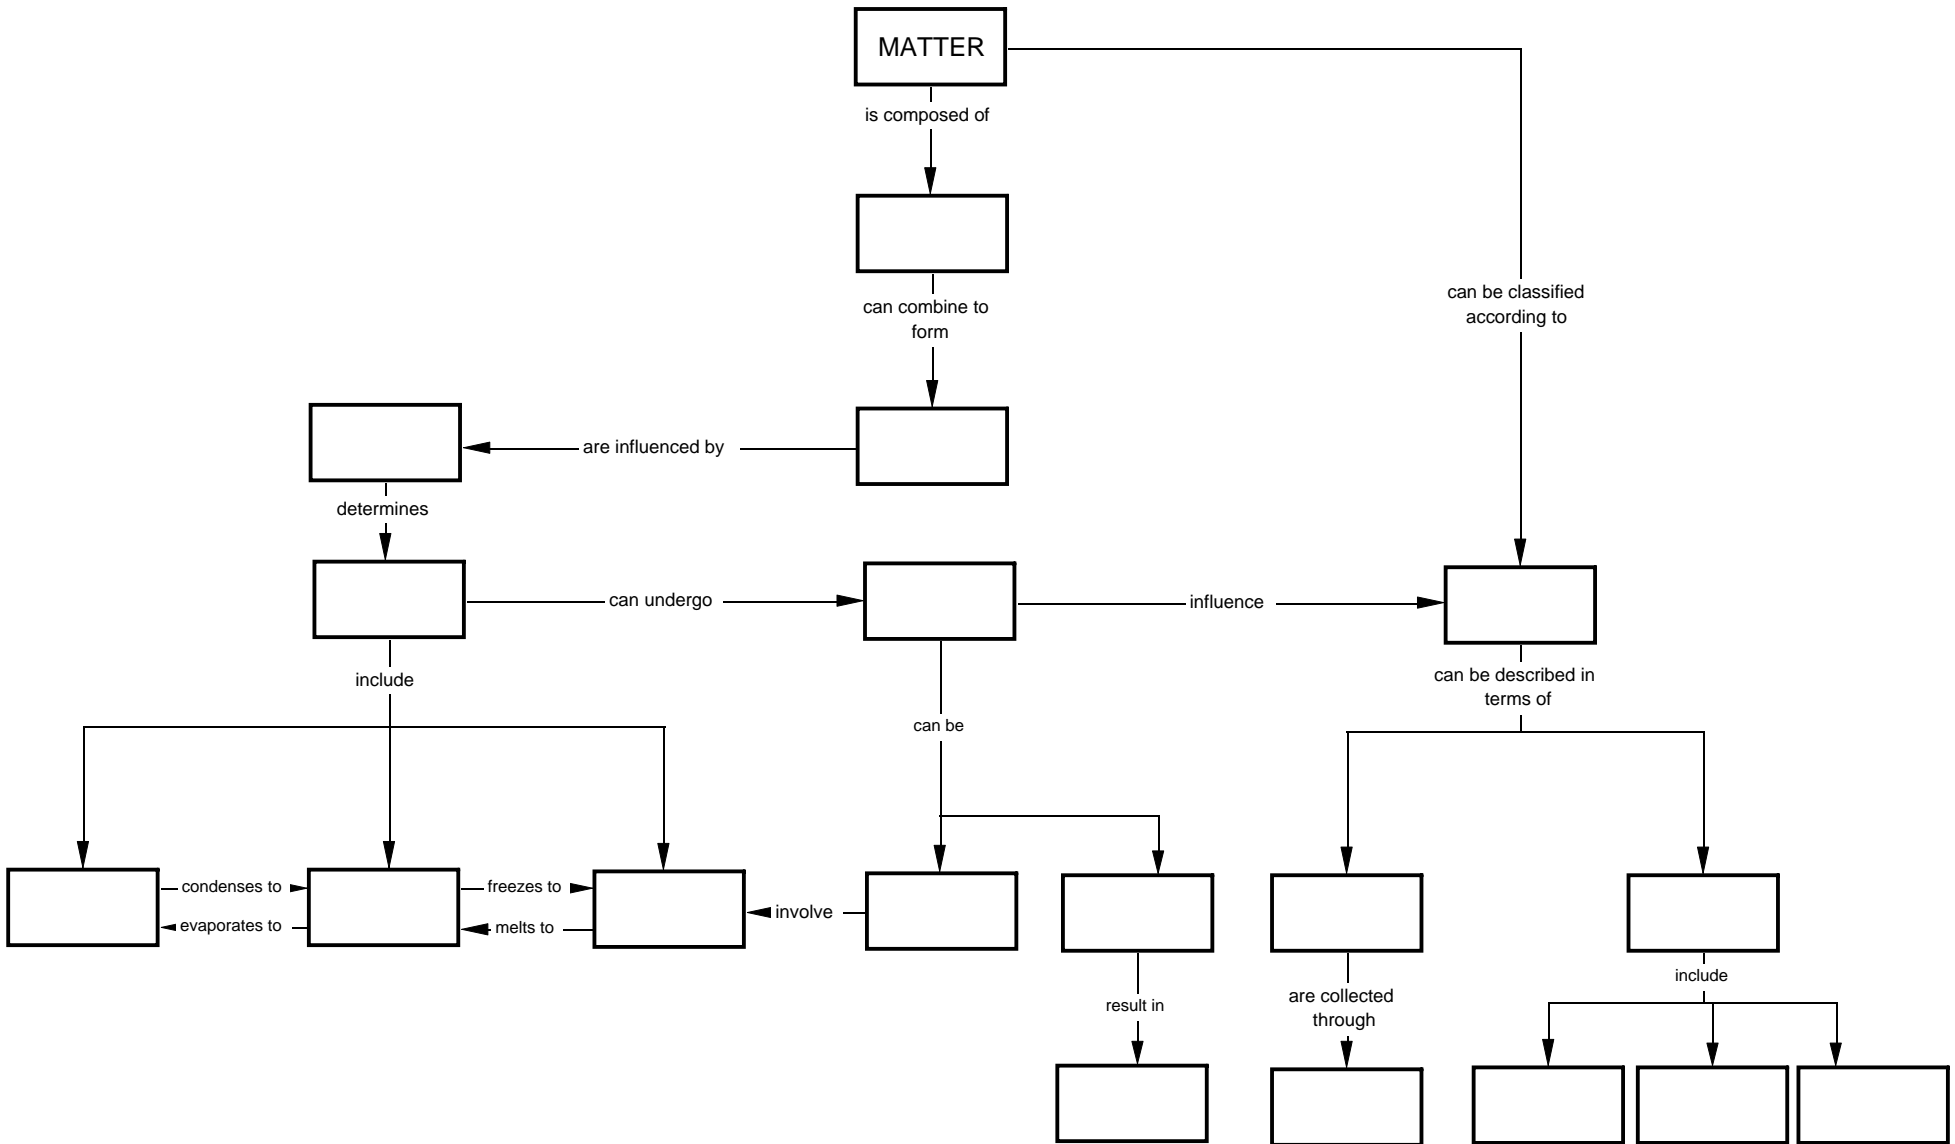 MATTER
is composed of
can combine to
form
can be classified
according to
are influenced by
determines
can undergo
influence
include
can be
can be described in
terms of
condenses to
freezes to
evaporates to
melts to
involve
include
result in
are collected
through